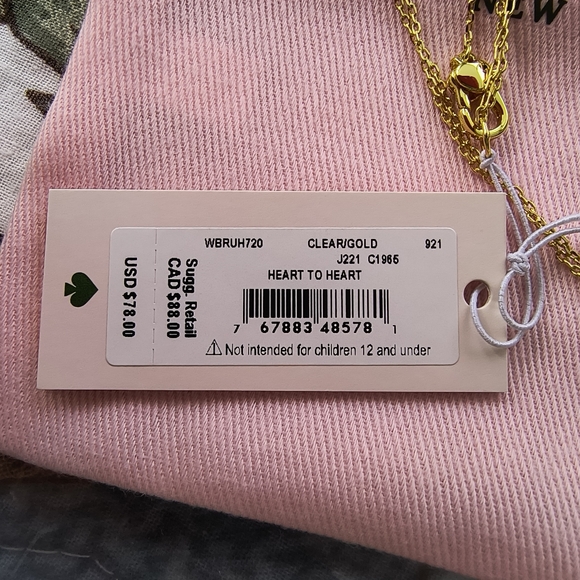 NEW
WBRUH720 CLEAR/GOLD 921
J221 C1965
HEART TO HEART
7 67883 48578 1
⚠ Not intended for children 12 and under
Sugg. Retail
CAD $88.00
USD $78.00